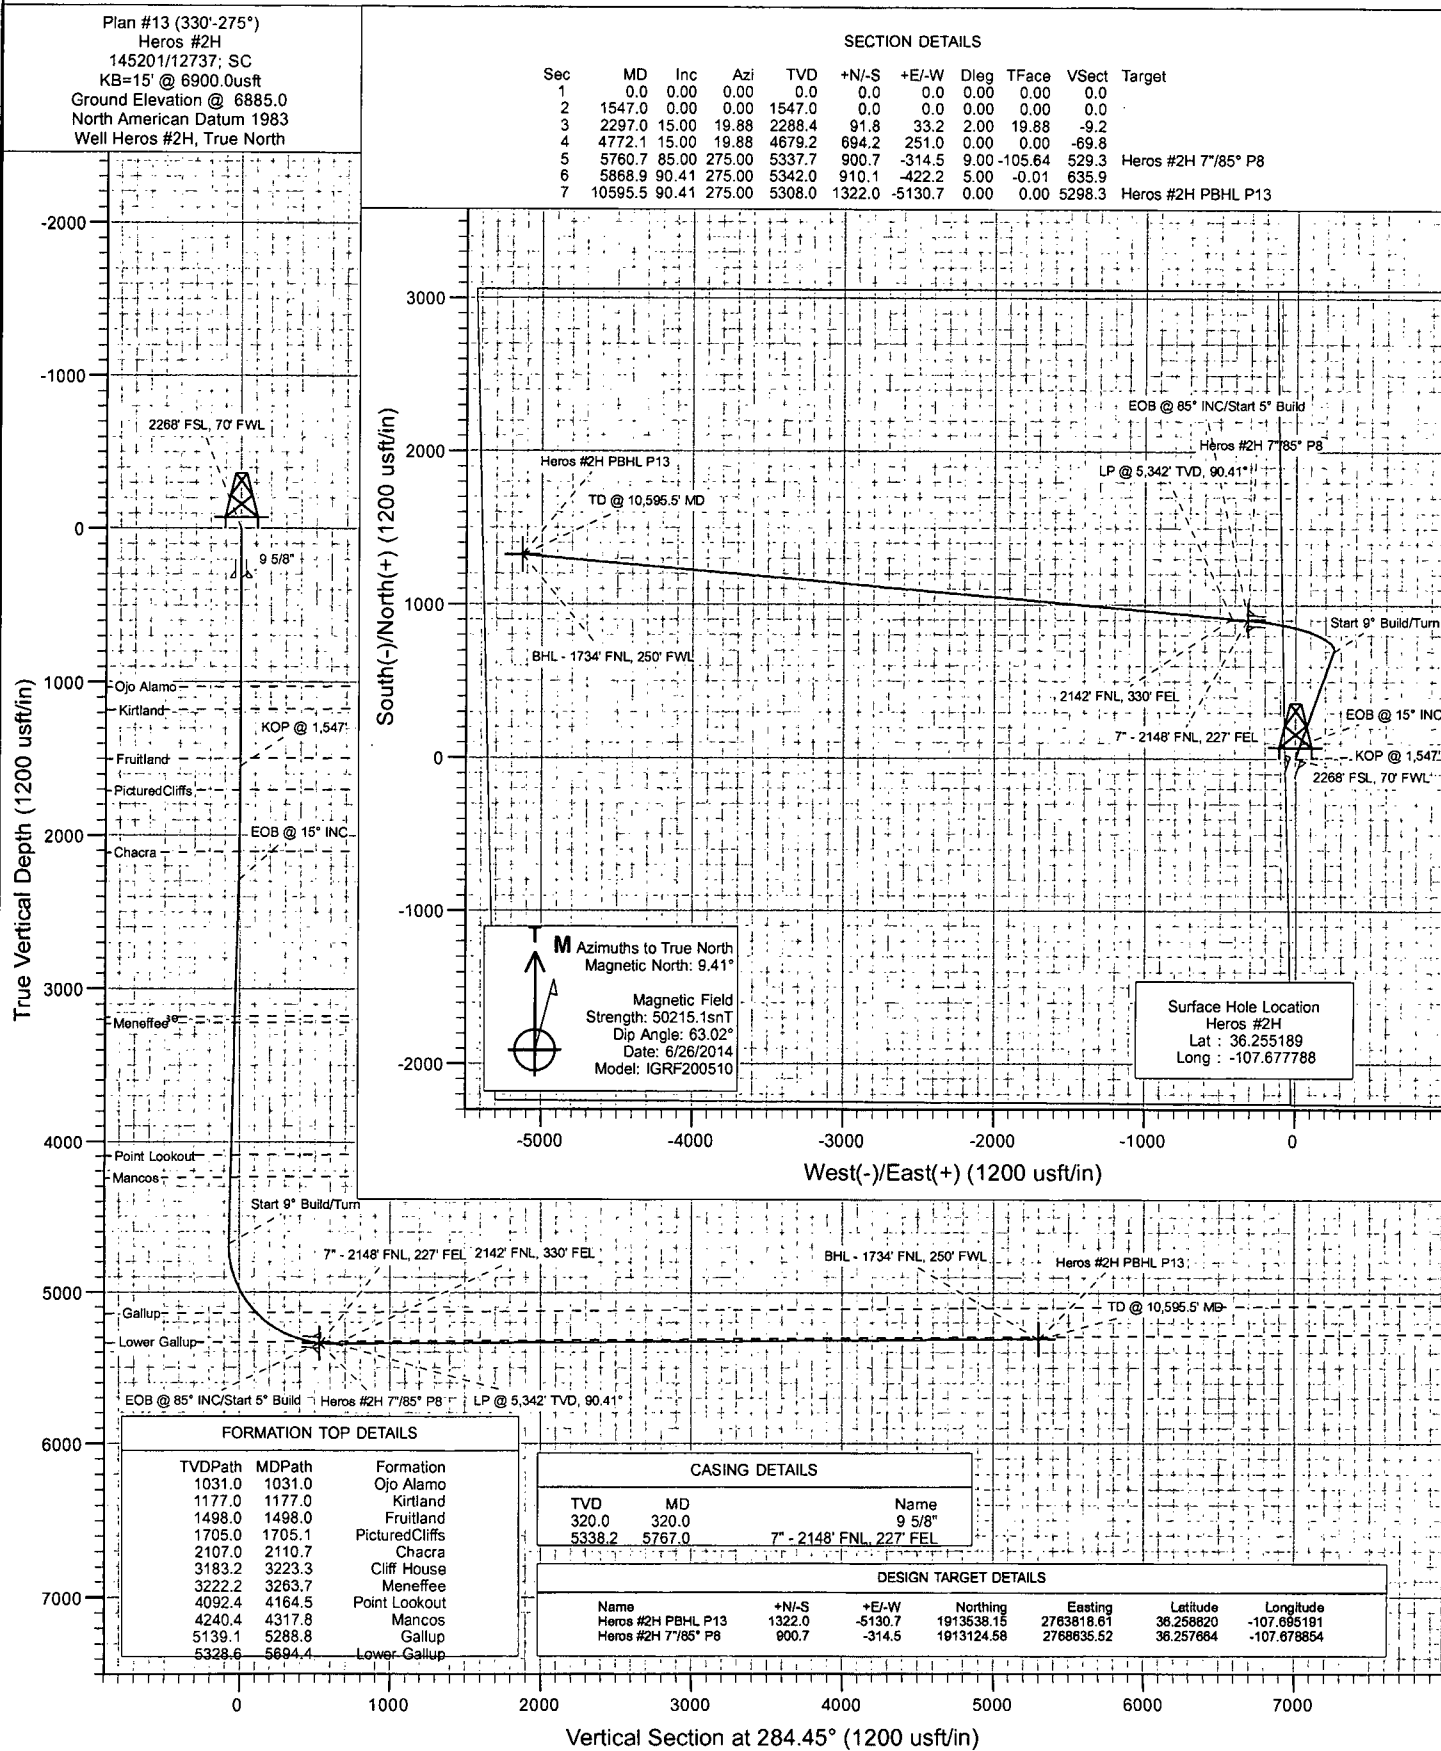 Plan #13 (330'-275°)
Heros #2H
145201/12737; SC
KB=15' @ 6900.0usft
Ground Elevation @ 6885.0
North American Datum 1983
Well Heros #2H, True North
SECTION DETAILS
Sec MD Inc Azi TVD +N/-S +E/-W Dleg TFace VSect Target
1 0.0 0.00 0.00 0.0 0.0 0.0 0.00 0.00 0.0
2 1547.0 0.00 0.00 1547.0 0.0 0.0 0.00 0.00 0.0
3 2297.0 15.00 19.88 2288.4 91.8 33.2 2.00 19.88 -9.2
4 4772.1 15.00 19.88 4679.2 694.2 251.0 0.00 0.00 -69.8
5 5760.7 85.00 275.00 5337.7 900.7 -314.5 9.00 -105.64 529.3 Heros #2H 7"/85° P8
6 5868.9 90.41 275.00 5342.0 910.1 -422.2 5.00 -0.01 635.9
7 10595.5 90.41 275.00 5308.0 1322.0 -5130.7 0.00 0.00 5298.3 Heros #2H PBHL P13
True Vertical Depth (1200 usft/in)
-2000
-1000
0
1000
2000
3000
4000
5000
6000
7000
2268' FSL, 70' FWL
9 5/8"
Ojo Alamo
Kirtland
KOP @ 1,547'
Fruitland
PicturedCliffs
EOB @ 15° INC
Chacra
Meneffee
Point Lookout
Mancos
Start 9° Build/Turn
7" - 2148' FNL, 227' FEL
2142' FNL, 330' FEL
BHL - 1734' FNL, 250' FWL
Heros #2H PBHL P13
TD @ 10,595.5' MD
Gallup
Lower Gallup
EOB @ 85° INC/Start 5° Build
Heros #2H 7"/85° P8
LP @ 5,342' TVD, 90.41°
South(-)/North(+) (1200 usft/in)
3000
2000
1000
0
-1000
-2000
EOB @ 85° INC/Start 5° Build
Heros #2H 7"/85° P8
LP @ 5,342' TVD, 90.41°
Heros #2H PBHL P13
TD @ 10,595.5' MD
Start 9° Build/Turn
BHL - 1734' FNL, 250' FWL
2142' FNL, 330' FEL
7" - 2148' FNL, 227' FEL
EOB @ 15° INC
KOP @ 1,547'
2268' FSL, 70' FWL
T
M
Azimuths to True North
Magnetic North: 9.41°
Magnetic Field
Strength: 50215.1snT
Dip Angle: 63.02°
Date: 6/26/2014
Model: IGRF200510
Surface Hole Location
Heros #2H
Lat : 36.255189
Long : -107.677788
-5000 -4000 -3000 -2000 -1000 0
West(-)/East(+) (1200 usft/in)
FORMATION TOP DETAILS
TVDPath MDPath Formation
1031.0 1031.0 Ojo Alamo
1177.0 1177.0 Kirtland
1498.0 1498.0 Fruitland
1705.0 1705.1 PicturedCliffs
2107.0 2110.7 Chacra
3183.2 3223.3 Cliff House
3222.2 3263.7 Meneffee
4092.4 4164.5 Point Lookout
4240.4 4317.8 Mancos
5139.1 5288.8 Gallup
5328.6 5694.4 Lower Gallup
CASING DETAILS
TVD MD Name
320.0 320.0 9 5/8"
5338.2 5767.0 7" - 2148' FNL, 227' FEL
DESIGN TARGET DETAILS
Name +N/-S +E/-W Northing Easting Latitude Longitude
Heros #2H PBHL P13 1322.0 -5130.7 1913538.15 2763818.61 36.258820 -107.695191
Heros #2H 7"/85° P8 900.7 -314.5 1913124.58 2768635.52 36.257664 -107.678854
0 1000 2000 3000 4000 5000 6000 7000
Vertical Section at 284.45° (1200 usft/in)